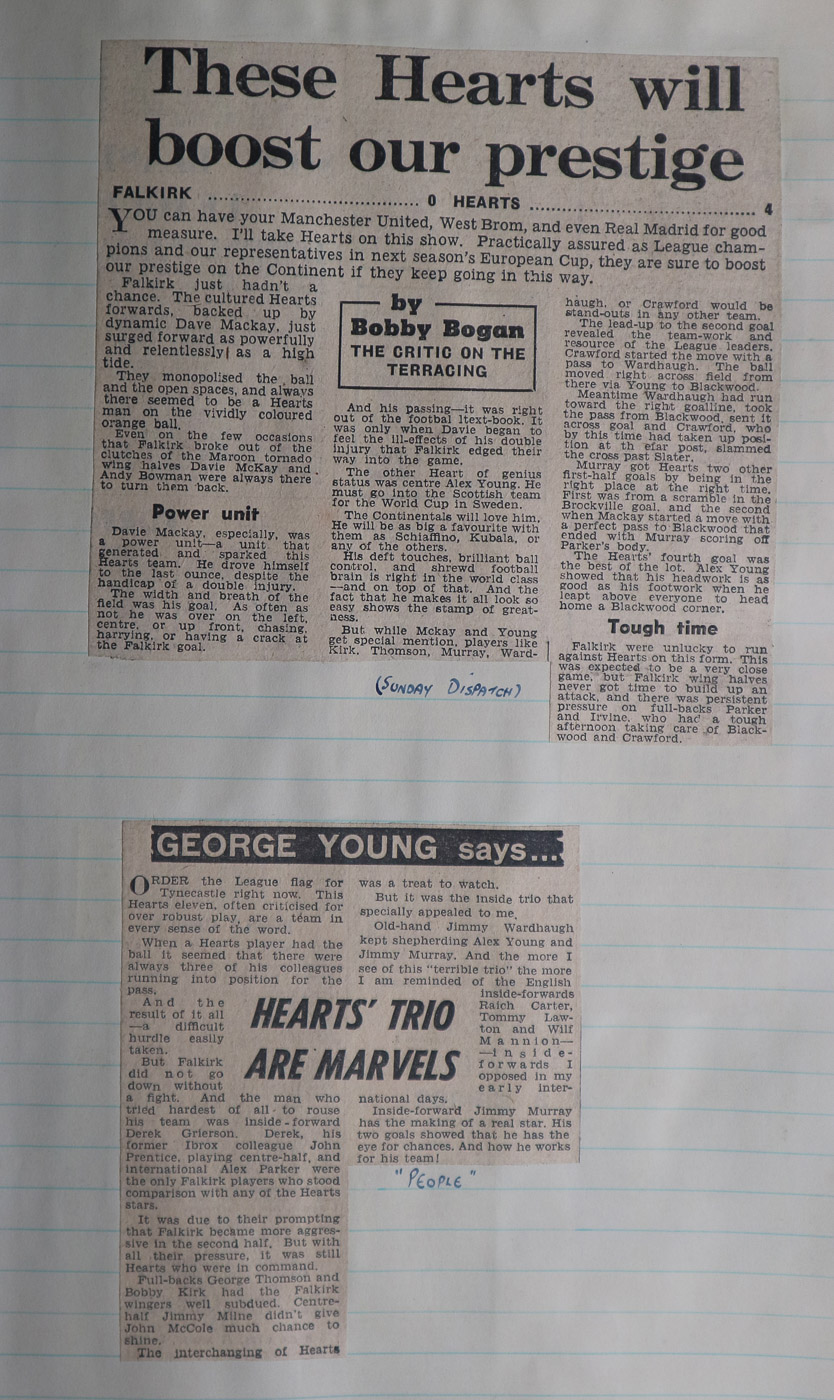 These Hearts will
boost our prestige
FALKIRK ........................................ 0 HEARTS ........................................ 4
YOU can have your Manchester United, West Brom, and even Real Madrid for good
measure. I'll take Hearts on this show. Practically assured as League cham-
pions and our representatives in next season's European Cup, they are sure to boost
our prestige on the Continent if they keep going in this way.
Falkirk just hadn't a
chance. The cultured Hearts
forwards, backed up by
dynamic Dave Mackay, just
surged forward as powerfully
and relentlessly as a high
tide.
They monopolised the ball
and the open spaces, and always
there seemed to be a Hearts
man on the vividly coloured
orange ball.
Even on the few occasions
that Falkirk broke out of the
clutches of the Maroon tornado
wing halves Davie McKay and
Andy Bowman were always there
to turn them back.
Power unit
Davie Mackay, especially, was
a power unit—a unit that
generated and sparked this
Hearts team. He drove himself
to the last ounce, despite the
handicap of a double injury.
The width and breath of the
field was his goal. As often as
not he was over on the left,
centre, or up front, chasing,
harrying, or having a crack at
the Falkirk goal.
by
Bobby Bogan
THE CRITIC ON THE
TERRACING
And his passing—it was right
out of the footbal ltext-book. It
was only when Davie began to
feel the ill-effects of his double
injury that Falkirk edged their
way into the game.
The other Heart of genius
status was centre Alex Young. He
must go into the Scottish team
for the World Cup in Sweden.
The Continentals will love him.
He will be as big a favourite with
them as Schiaffino, Kubala, or
any of the others.
His deft touches, brilliant ball
control, and shrewd football
brain is right in the world class
—and on top of that. And the
fact that he makes it all look so
easy shows the stamp of great-
ness.
But while Mckay and Young
get special mention, players like
Kirk, Thomson, Murray, Ward-
haugh, or Crawford would be
stand-outs in any other team.
The lead-up to the second goal
revealed the team-work and
resource of the League leaders.
Crawford started the move with a
pass to Wardhaugh. The ball
moved right across field from
there via Young to Blackwood.
Meantime Wardhaugh had run
toward the right goalline, took
the pass from Blackwood, sent it
across goal and Crawford, who
by this time had taken up posi-
tion at th efar post, slammed
the cross past Slater.
Murray got Hearts two other
first-half goals by being in the
right place at the right time.
First was from a scramble in the
Brockville goal, and the second
when Mackay started a move with
a perfect pass to Blackwood that
ended with Murray scoring off
Parker's body.
The Hearts' fourth goal was
the best of the lot. Alex Young
showed that his headwork is as
good as his footwork when he
leapt above everyone to head
home a Blackwood corner.
Tough time
Falkirk were unlucky to run
against Hearts on this form. This
was expected to be a very close
game, but Falkirk wing halves
never got time to build up an
attack, and there was persistent
pressure on full-backs Parker
and Irvine, who had a tough
afternoon taking care of Black-
wood and Crawford.
(SUNDAY DISPATCH)
GEORGE YOUNG says...
ORDER the League flag for
Tynecastle right now. This
Hearts eleven, often criticised for
over robust play, are a team in
every sense of the word.
When a Hearts player had the
ball it seemed that there were
always three of his colleagues
running into position for the
pass.
And the
result of it all
—a difficult
hurdle easily
taken.
But Falkirk
did not go
down without
a fight. And the man who
tried hardest of all to rouse
his team was inside-forward
Derek Grierson. Derek, his
former Ibrox colleague John
Prentice, playing centre-half, and
international Alex Parker were
the only Falkirk players who stood
comparison with any of the Hearts
stars.
It was due to their prompting
that Falkirk became more aggres-
sive in the second half. But with
all their pressure, it was still
Hearts who were in command.
Full-backs George Thomson and
Bobby Kirk had the Falkirk
wingers well subdued. Centre-
half Jimmy Milne didn't give
John McCole much chance to
shine.
The interchanging of Hearts
HEARTS' TRIO
ARE MARVELS
was a treat to watch.
But it was the inside trio that
specially appealed to me.
Old-hand Jimmy Wardhaugh
kept shepherding Alex Young and
Jimmy Murray. And the more I
see of this "terrible trio" the more
I am reminded of the English
inside-forwards
Raich Carter,
Tommy Law-
ton and Wilf
Mannion—
—inside-
forwards I
opposed in my
early inter-
national days.
Inside-forward Jimmy Murray
has the making of a real star. His
two goals showed that he has the
eye for chances. And how he works
for his team!
"PEOPLE"